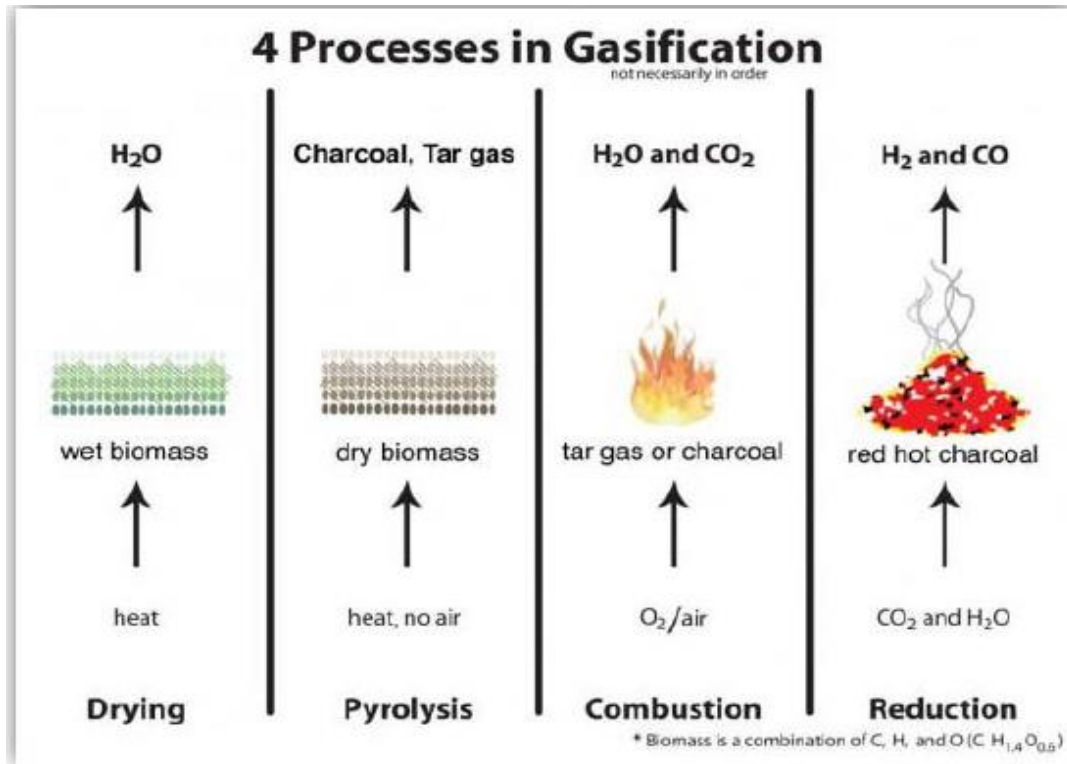 4 Processes in Gasification
not necessarily in order
H₂O
Charcoal, Tar gas
H₂O and CO₂
H₂ and CO
wet biomass
dry biomass
tar gas or charcoal
red hot charcoal
heat
heat, no air
O₂/air
CO₂ and H₂O
Drying
Pyrolysis
Combustion
Reduction
* Biomass is a combination of C, H, and O (C H₁.₄ O₀.₆)